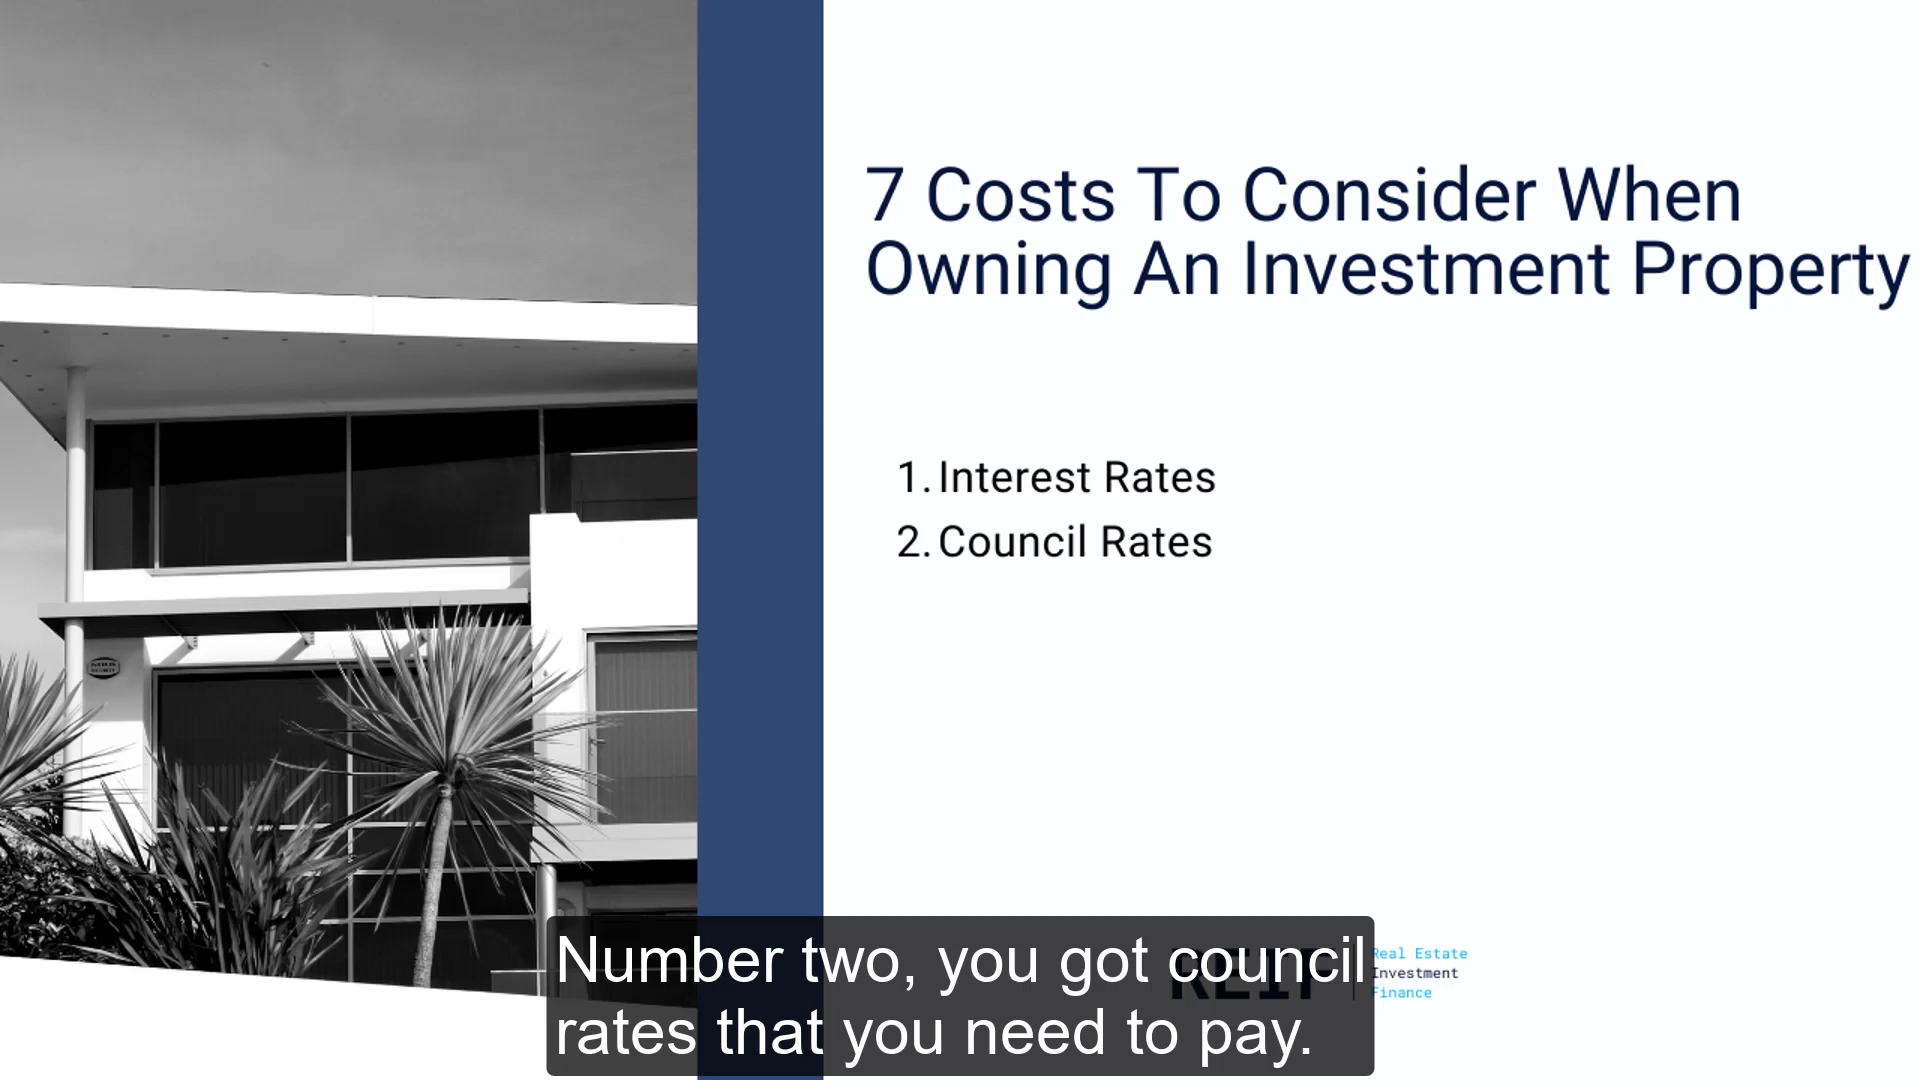 7 Costs To Consider When
Owning An Investment Property
1. Interest Rates
2. Council Rates
REIF
Real Estate
Investment
Finance
Number two, you got council
rates that you need to pay.